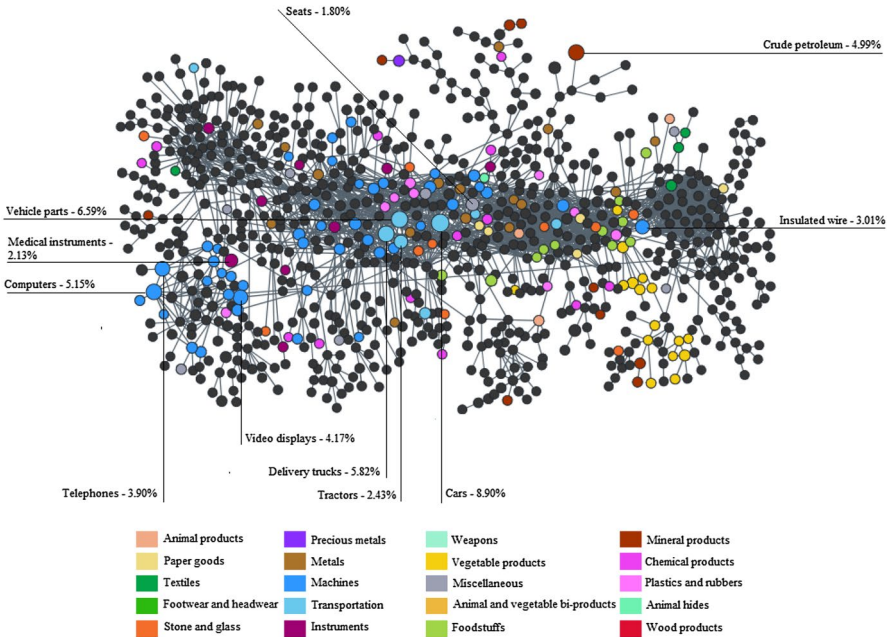 Seats - 1.80%
Crude petroleum - 4.99%
Vehicle parts - 6.59%
Insulated wire - 3.01%
Medical instruments -
2.13%
Computers - 5.15%
Video displays - 4.17%
Delivery trucks - 5.82%
Telephones - 3.90%
Tractors - 2.43%
Cars - 8.90%
Animal products
Precious metals
Weapons
Mineral products
Paper goods
Metals
Vegetable products
Chemical products
Textiles
Machines
Miscellaneous
Plastics and rubbers
Footwear and headwear
Transportation
Animal and vegetable bi-products
Animal hides
Stone and glass
Instruments
Foodstuffs
Wood products